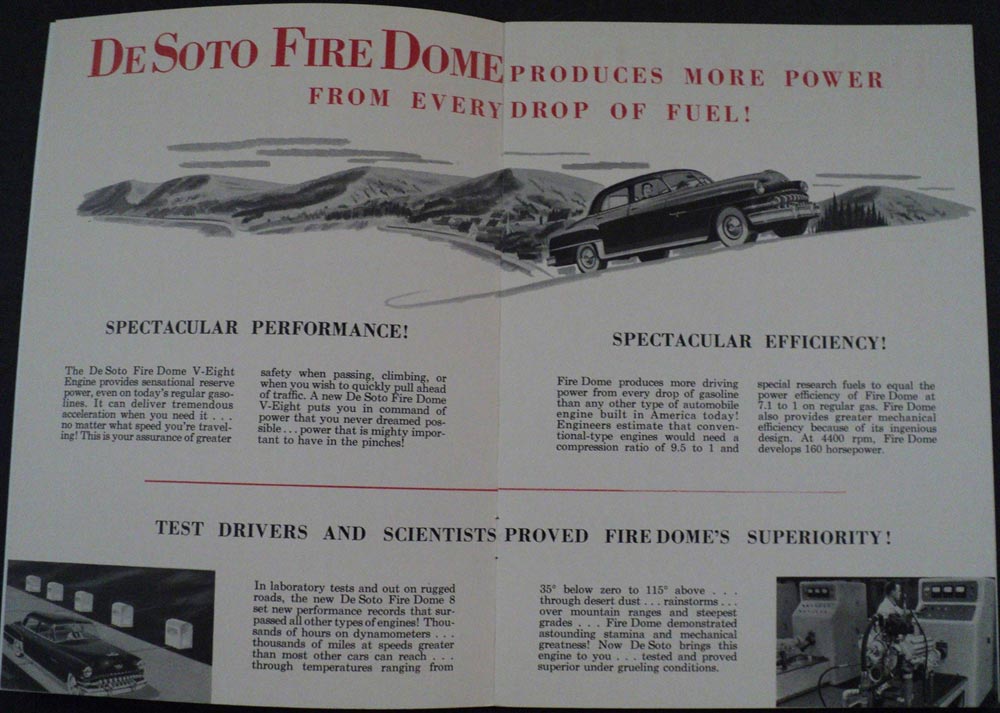 DE SOTO FIRE DOME PRODUCES MORE POWER
FROM EVERY DROP OF FUEL!
SPECTACULAR PERFORMANCE!
The De Soto Fire Dome V-Eight
Engine provides sensational reserve
power, even on today's regular gaso-
lines. It can deliver tremendous
acceleration when you need it . . .
no matter what speed you're travel-
ing! This is your assurance of greater
safety when passing, climbing, or
when you wish to quickly pull ahead
of traffic. A new De Soto Fire Dome
V-Eight puts you in command of
power that you never dreamed pos-
sible . . . power that is mighty impor-
tant to have in the pinches!
SPECTACULAR EFFICIENCY!
Fire Dome produces more driving
power from every drop of gasoline
than any other type of automobile
engine built in America today!
Engineers estimate that conven-
tional-type engines would need a
compression ratio of 9.5 to 1 and
special research fuels to equal the
power efficiency of Fire Dome at
7.1 to 1 on regular gas. Fire Dome
also provides greater mechanical
efficiency because of its ingenious
design. At 4400 rpm, Fire Dome
develops 160 horsepower.
TEST DRIVERS AND SCIENTISTS PROVED FIRE DOME'S SUPERIORITY!
In laboratory tests and out on rugged
roads, the new De Soto Fire Dome 8
set new performance records that sur-
passed all other types of engines! Thou-
sands of hours on dynamometers . . .
thousands of miles at speeds greater
than most other cars can reach . . .
through temperatures ranging from
35° below zero to 115° above . . .
through desert dust . . . rainstorms . . .
over mountain ranges and steepest
grades . . . Fire Dome demonstrated
astounding stamina and mechanical
greatness! Now De Soto brings this
engine to you . . . tested and proved
superior under grueling conditions.